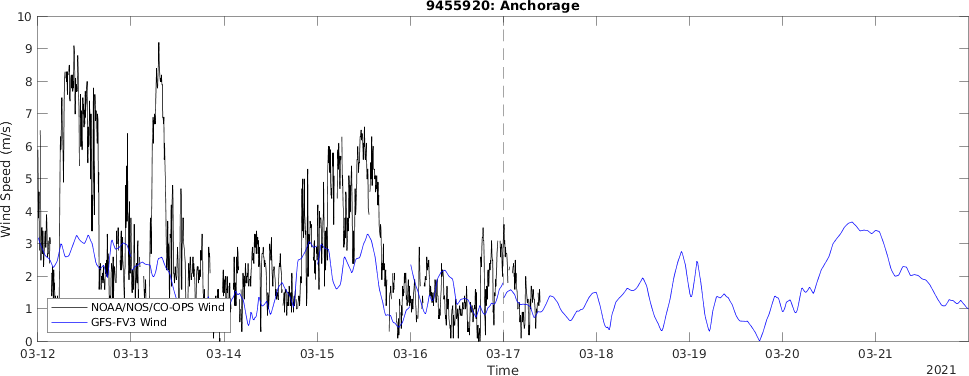 9455920: Anchorage
10
9
8
7
6
5
4
3
2
1
0
Wind Speed (m/s)
NOAA/NOS/CO-OPS Wind
GFS-FV3 Wind
03-12 03-13 03-14 03-15 03-16 03-17 03-18 03-19 03-20 03-21
Time
2021